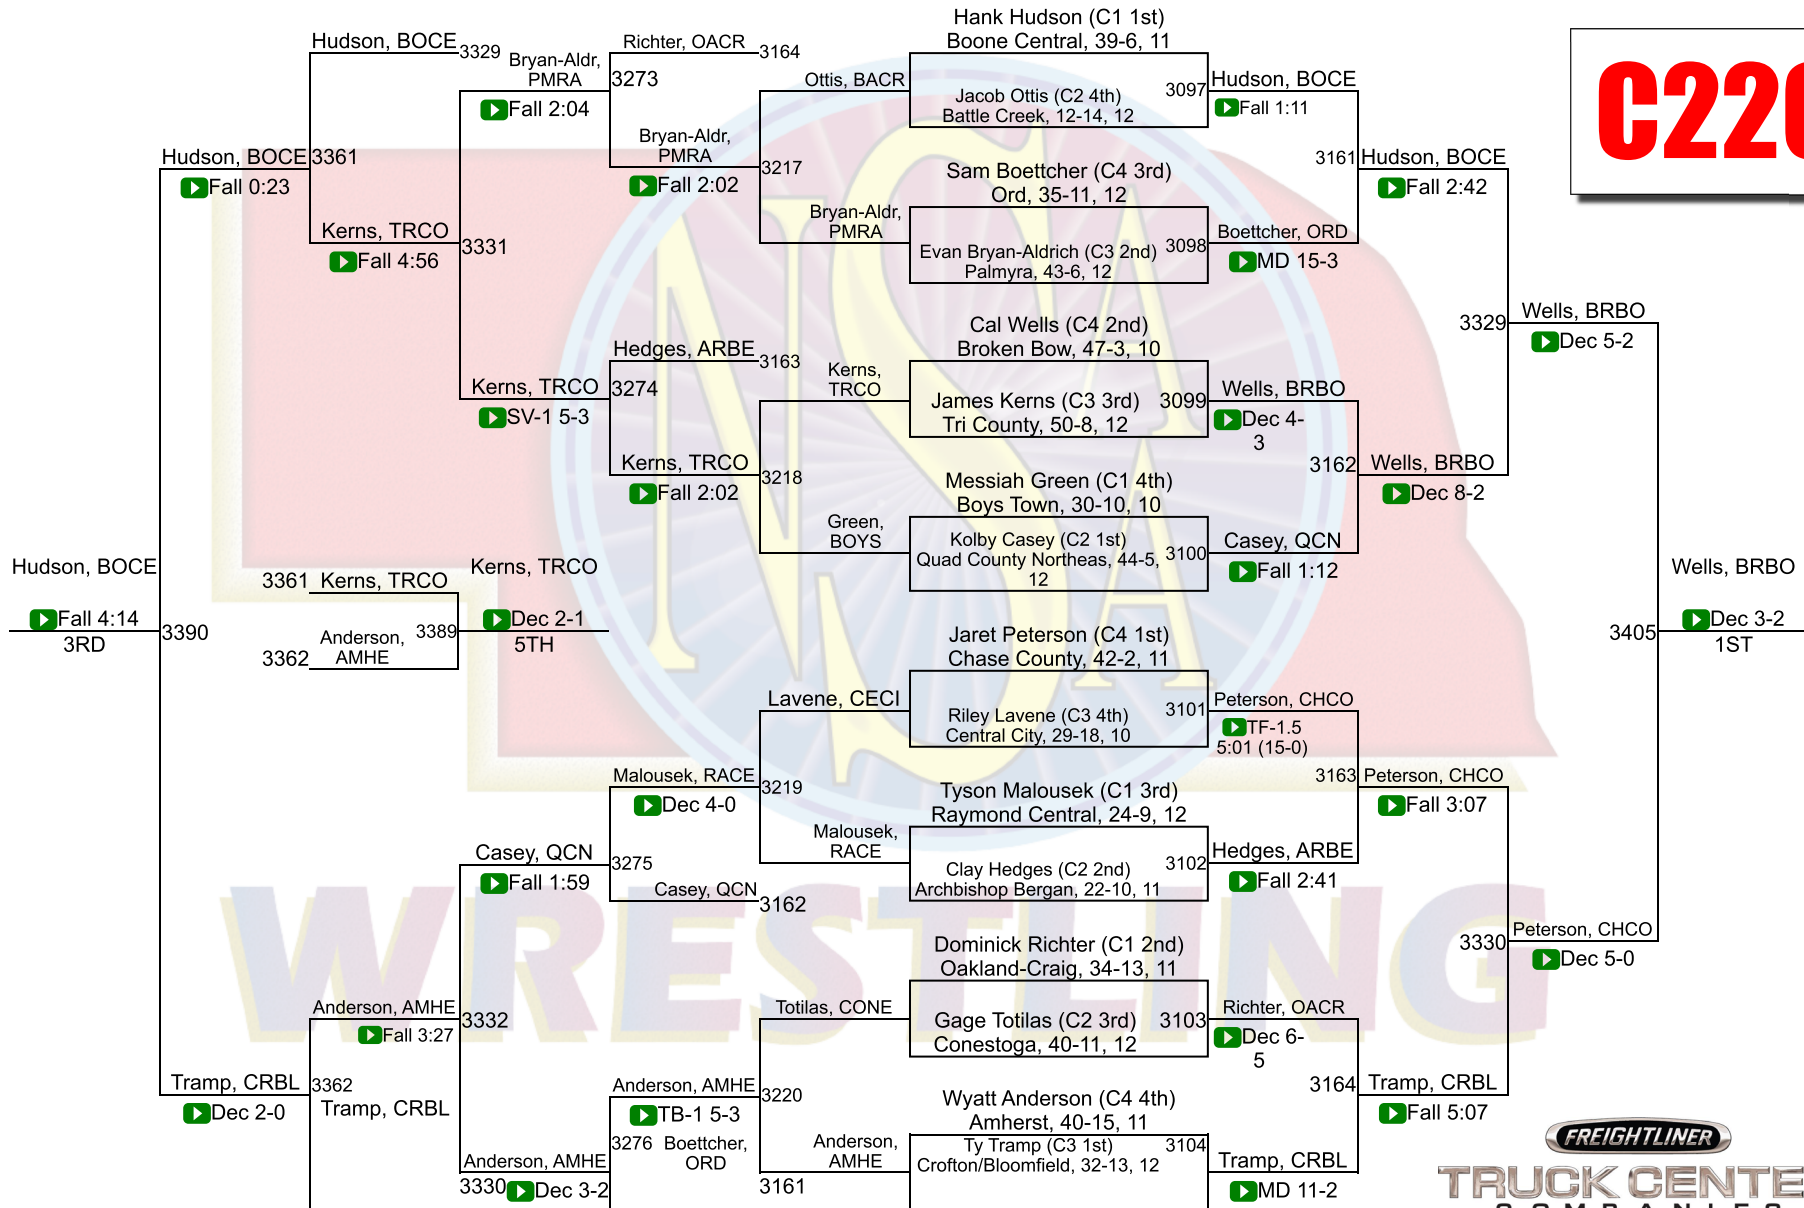 Hank Hudson (C1 1st)
Boone Central, 39-6, 11
Hudson, BOCE
3329
Bryan-Aldr,
PMRA
Fall 2:04
Richter, OACR
3164
3273
Ottis, BACR
Jacob Ottis (C2 4th)
Battle Creek, 12-14, 12
3097
Hudson, BOCE
Fall 1:11
C220
Bryan-Aldr,
PMRA
Fall 2:02
3217
Hudson, BOCE
3361
Fall 0:23
Sam Boettcher (C4 3rd)
Ord, 35-11, 12
3161
Hudson, BOCE
Fall 2:42
Kerns, TRCO
Fall 4:56
3331
Bryan-Aldr,
PMRA
Evan Bryan-Aldrich (C3 2nd)
Palmyra, 43-6, 12
3098
Boettcher, ORD
MD 15-3
Cal Wells (C4 2nd)
Broken Bow, 47-3, 10
3329
Wells, BRBO
Dec 5-2
Hedges, ARBE
3163
Kerns, TRCO
3274
SV-1 5-3
Kerns,
TRCO
James Kerns (C3 3rd)
Tri County, 50-8, 12
3099
Wells, BRBO
Dec 4-
3
Kerns, TRCO
Fall 2:02
3218
Messiah Green (C1 4th)
Boys Town, 30-10, 10
3162
Wells, BRBO
Dec 8-2
Green,
BOYS
Kolby Casey (C2 1st)
Quad County Northeas, 44-5,
12
3100
Casey, QCN
Fall 1:12
Hudson, BOCE
Fall 4:14
3RD
3390
3361
Kerns, TRCO
Anderson,
AMHE
3362
3389
Kerns, TRCO
Dec 2-1
5TH
Jaret Peterson (C4 1st)
Chase County, 42-2, 11
3405
Wells, BRBO
Dec 3-2
1ST
Lavene, CECI
Riley Lavene (C3 4th)
Central City, 29-18, 10
3101
Peterson, CHCO
TF-1.5
5:01 (15-0)
Malousek, RACE
Dec 4-0
3219
Tyson Malousek (C1 3rd)
Raymond Central, 24-9, 12
3163
Peterson, CHCO
Fall 3:07
Malousek,
RACE
Clay Hedges (C2 2nd)
Archbishop Bergan, 22-10, 11
3102
Hedges, ARBE
Fall 2:41
Casey, QCN
Fall 1:59
3275
Casey, QCN
3162
Dominick Richter (C1 2nd)
Oakland-Craig, 34-13, 11
3330
Peterson, CHCO
Dec 5-0
Anderson, AMHE
Fall 3:27
3332
Totilas, CONE
Gage Totilas (C2 3rd)
Conestoga, 40-11, 12
3103
Richter, OACR
Dec 6-
5
Tramp, CRBL
Dec 2-0
3362
Tramp, CRBL
Anderson, AMHE
TB-1 5-3
3220
Wyatt Anderson (C4 4th)
Amherst, 40-15, 11
3164
Tramp, CRBL
Fall 5:07
Anderson, AMHE
3330
Dec 3-2
3276
Boettcher,
ORD
Anderson,
AMHE
3161
Ty Tramp (C3 1st)
Crofton/Bloomfield, 32-13, 12
3104
Tramp, CRBL
MD 11-2
NSAA
WRESTLING
FREIGHTLINER
TRUCK CENTE